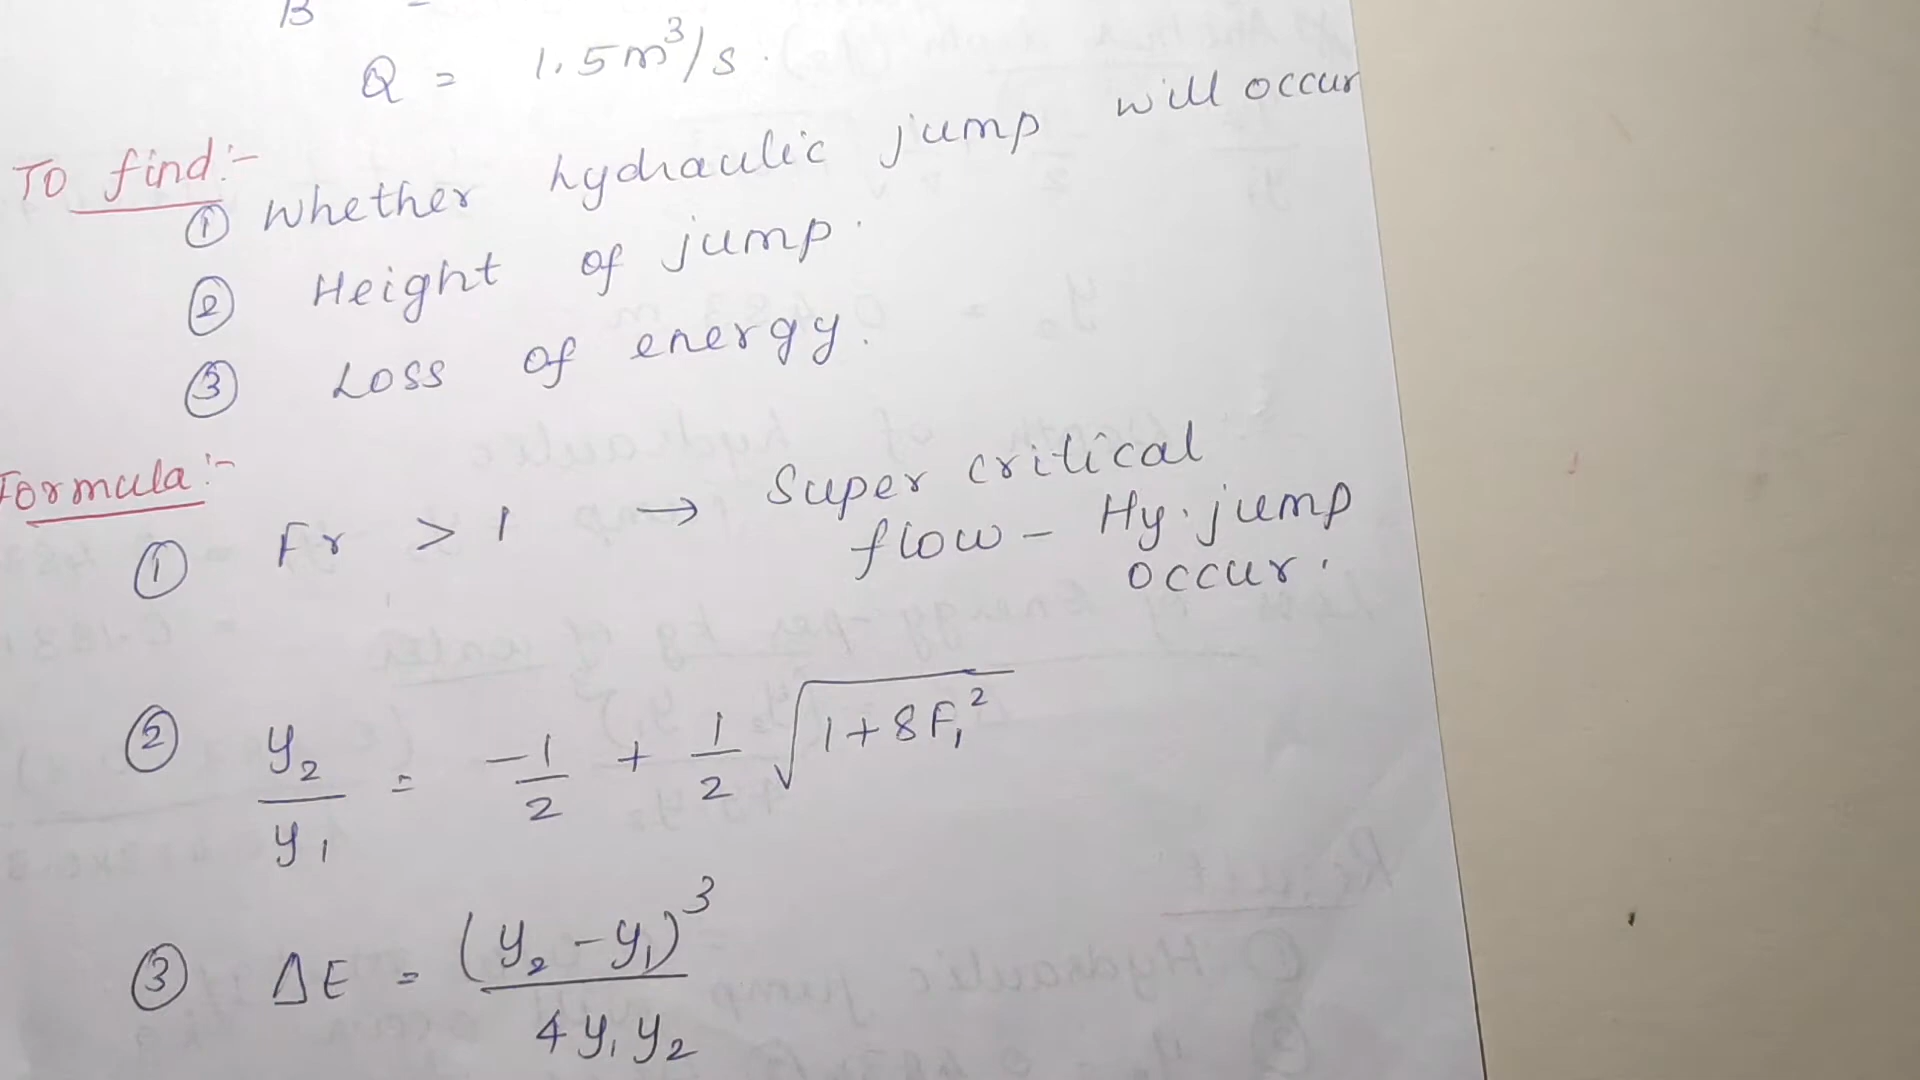 B
Q = 1.5 m³/s.
To find:-
① Whether hydraulic jump will occur
② Height of jump.
③ Loss of energy.
Formula:-
① Fr > 1 → Super critical
flow - Hy. jump
occur.
② y₂/y₁ = -1/2 + 1/2 √(1+8F₁²)
③ ΔE = (y₂-y₁)³/4y₁y₂